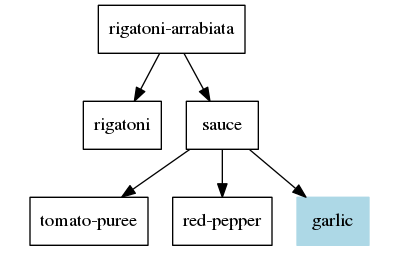 rigatoni-arrabiata
rigatoni
sauce
tomato-puree
red-pepper
garlic